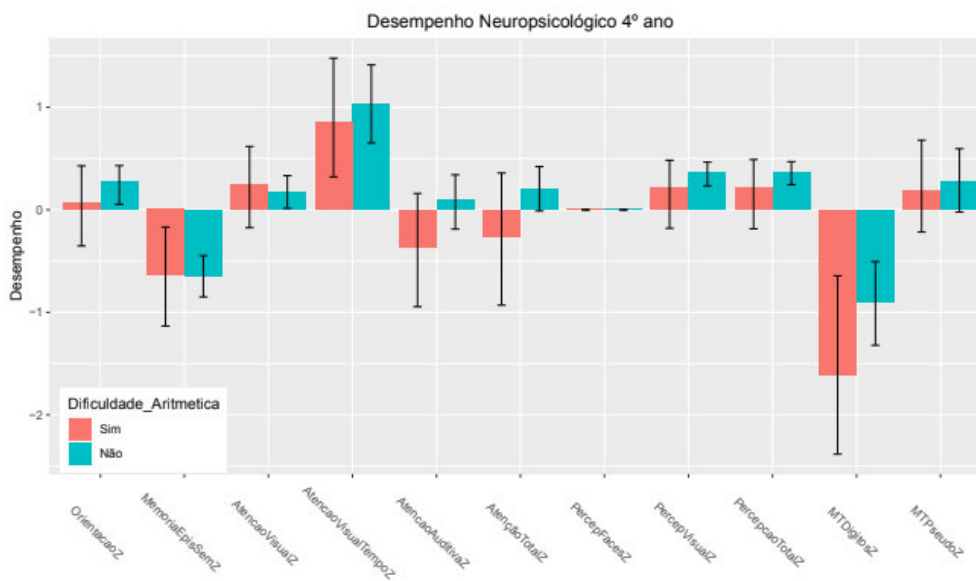 Desempenho Neuropsicológico 4º ano
Desempenho
1
0
−1
−2
Dificuldade_Aritmetica
Sim
Não
OrientacaoZ
MemoriaEpisSemZ
AtencaoVisualZ
AtencaoVisualTempoZ
AtencaoAuditivaZ
AtençãoTotalZ
PercepFacesZ
PercepVisualZ
PercepcaoTotalZ
MTDigitosZ
MTPseudoZ